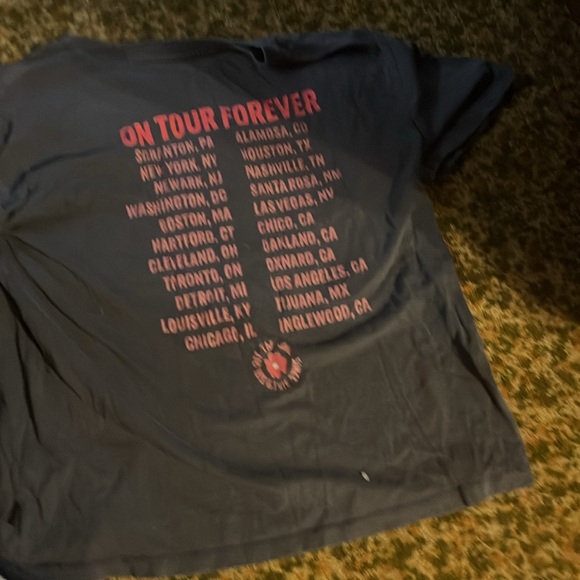 ON TOUR FOREVER
SCRANTON, PA
NEW YORK, NY
NEWARK, NJ
WASHINGTON, DC
BOSTON, MA
HARTFORD, CT
CLEVELAND, OH
TORONTO, ON
DETROIT, MI
LOUISVILLE, KY
CHICAGO, IL
ALAMOSA, CO
HOUSTON, TX
NASHVILLE, TN
SANTA ROSA, NM
LAS VEGAS, NV
CHICO, CA
OAKLAND, CA
OXNARD, CA
LOS ANGELES, CA
TIJUANA, MX
INGLEWOOD, CA